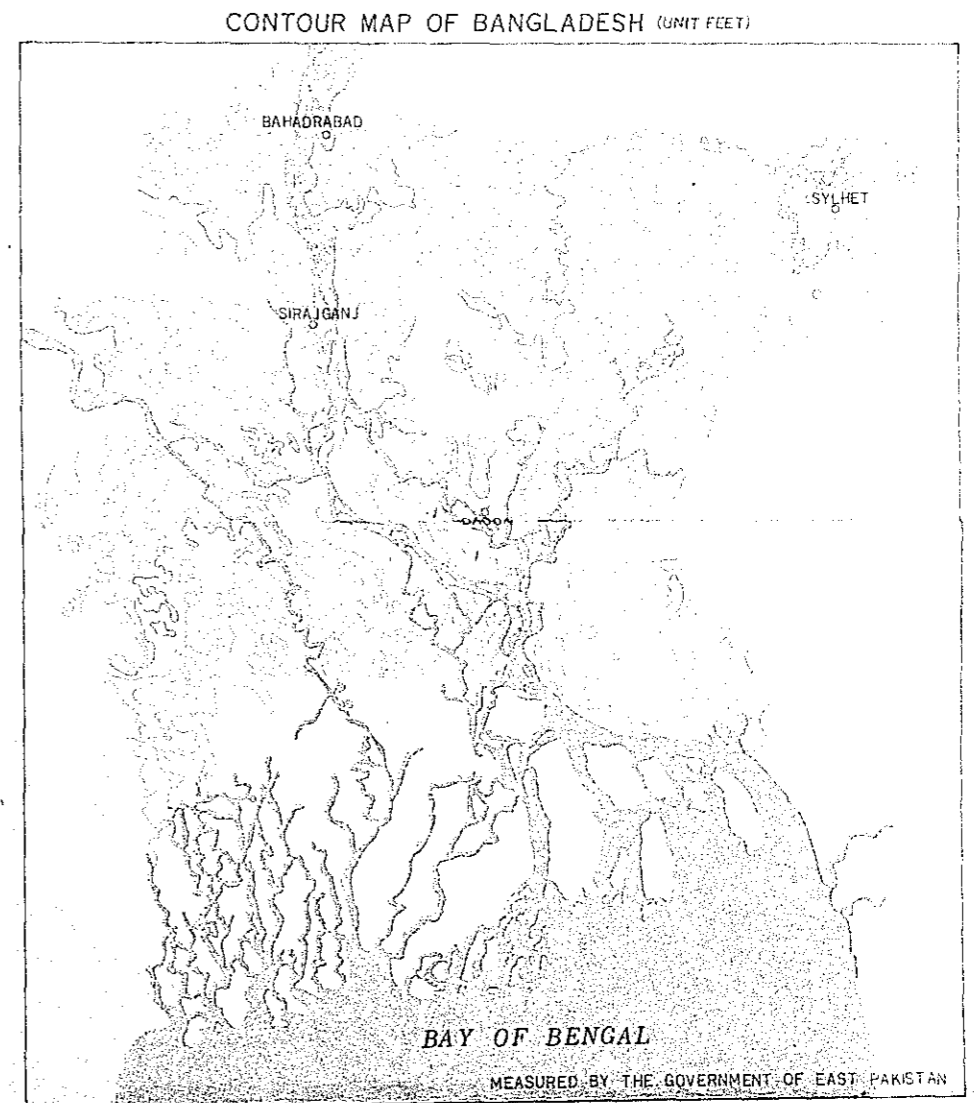 CONTOUR MAP OF BANGLADESH (UNIT FEET)
BAHADRABAD
SYLHET
SIRAJGANJ
BAY OF BENGAL
MEASURED BY THE GOVERNMENT OF EAST PAKISTAN